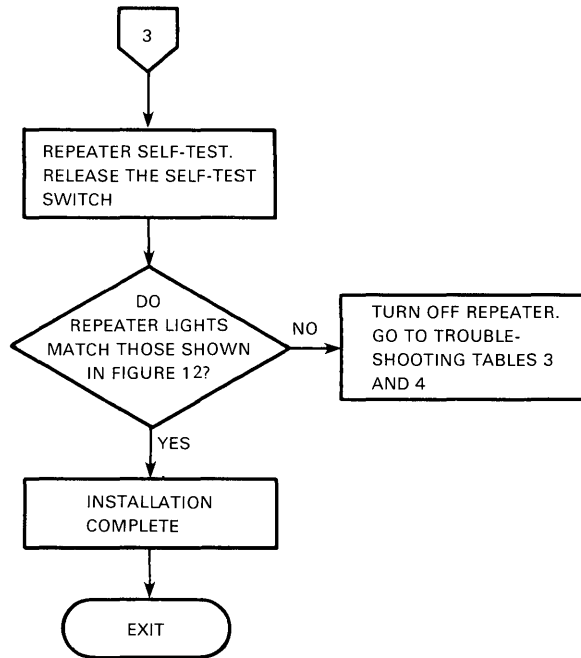 3
REPEATER SELF-TEST.
RELEASE THE SELF-TEST
SWITCH
DO
REPEATER LIGHTS
MATCH THOSE SHOWN
IN FIGURE 12?
NO
TURN OFF REPEATER.
GO TO TROUBLE-
SHOOTING TABLES 3
AND 4
YES
INSTALLATION
COMPLETE
EXIT